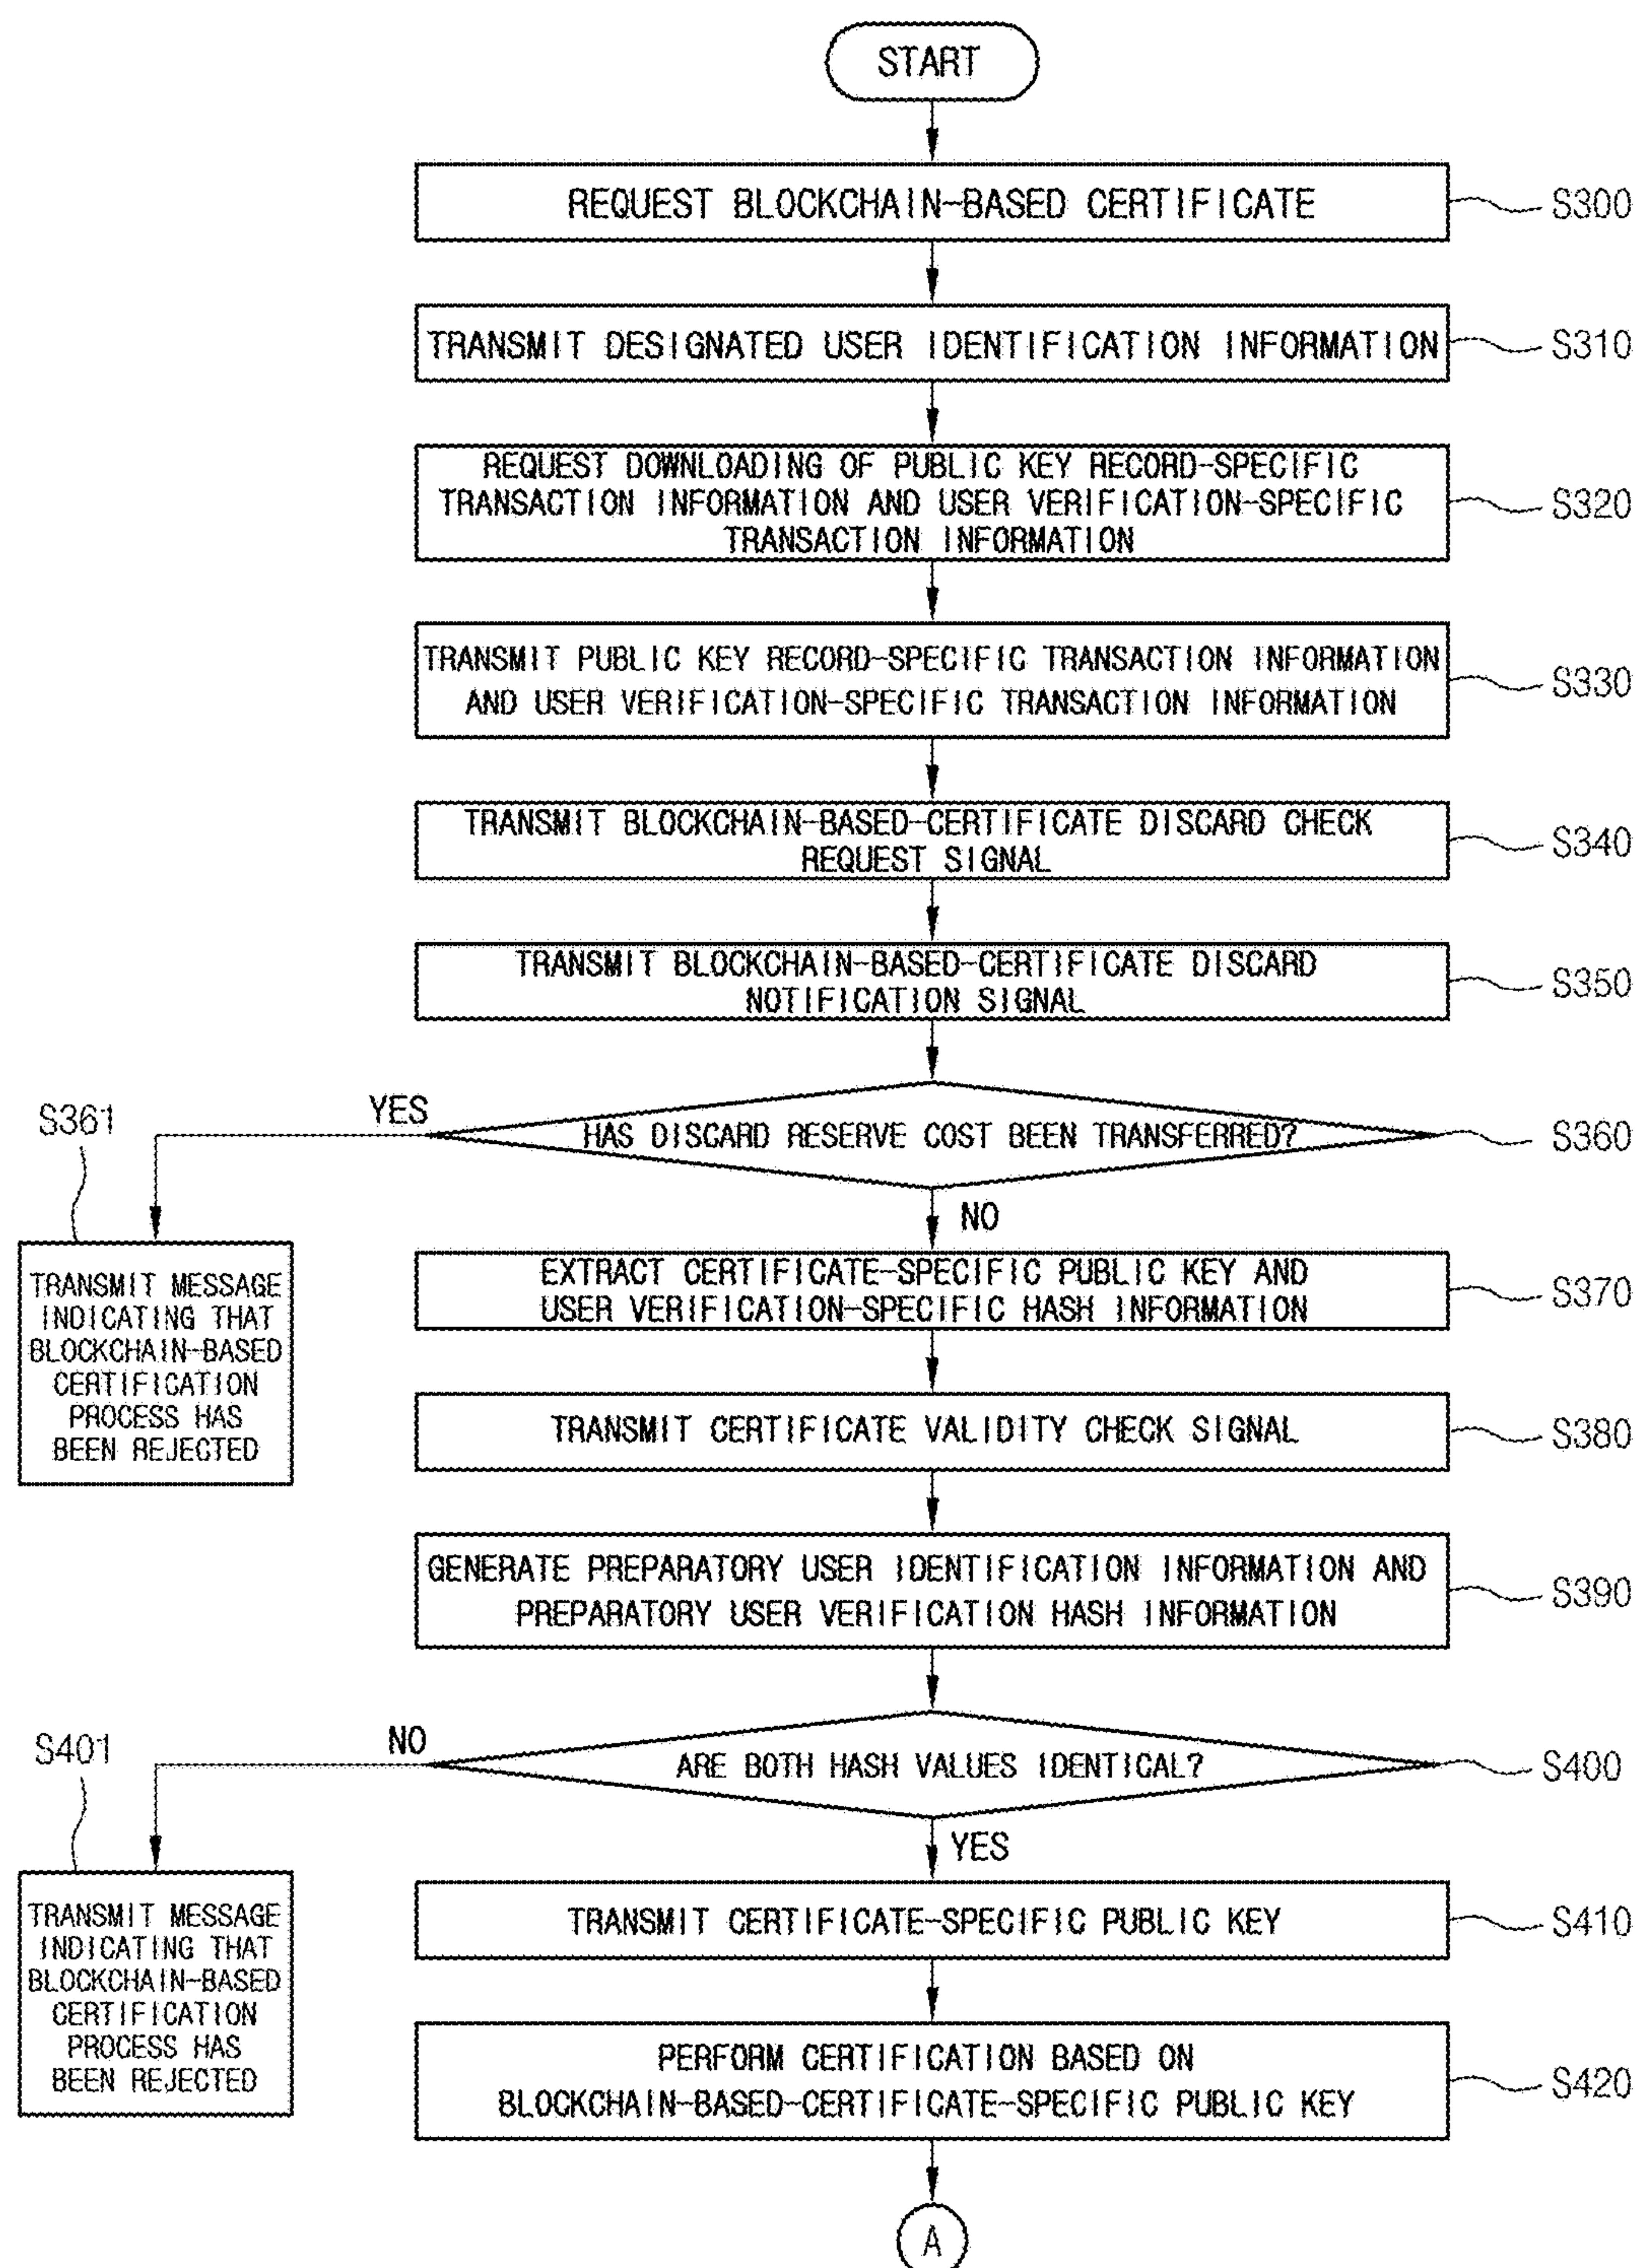 START
REQUEST BLOCKCHAIN-BASED CERTIFICATE
S300
TRANSMIT DESIGNATED USER IDENTIFICATION INFORMATION
S310
REQUEST DOWNLOADING OF PUBLIC KEY RECORD-SPECIFIC
TRANSACTION INFORMATION AND USER VERIFICATION-SPECIFIC
TRANSACTION INFORMATION
S320
TRANSMIT PUBLIC KEY RECORD-SPECIFIC TRANSACTION INFORMATION
AND USER VERIFICATION-SPECIFIC TRANSACTION INFORMATION
S330
TRANSMIT BLOCKCHAIN-BASED-CERTIFICATE DISCARD CHECK
REQUEST SIGNAL
S340
TRANSMIT BLOCKCHAIN-BASED-CERTIFICATE DISCARD
NOTIFICATION SIGNAL
S350
HAS DISCARD RESERVE COST BEEN TRANSFERRED?
S360
YES
S361
TRANSMIT MESSAGE
INDICATING THAT
BLOCKCHAIN-BASED
CERTIFICATION
PROCESS HAS
BEEN REJECTED
NO
EXTRACT CERTIFICATE-SPECIFIC PUBLIC KEY AND
USER VERIFICATION-SPECIFIC HASH INFORMATION
S370
TRANSMIT CERTIFICATE VALIDITY CHECK SIGNAL
S380
GENERATE PREPARATORY USER IDENTIFICATION INFORMATION AND
PREPARATORY USER VERIFICATION HASH INFORMATION
S390
ARE BOTH HASH VALUES IDENTICAL?
S400
NO
S401
TRANSMIT MESSAGE
INDICATING THAT
BLOCKCHAIN-BASED
CERTIFICATION
PROCESS HAS
BEEN REJECTED
YES
TRANSMIT CERTIFICATE-SPECIFIC PUBLIC KEY
S410
PERFORM CERTIFICATION BASED ON
BLOCKCHAIN-BASED-CERTIFICATE-SPECIFIC PUBLIC KEY
S420
A